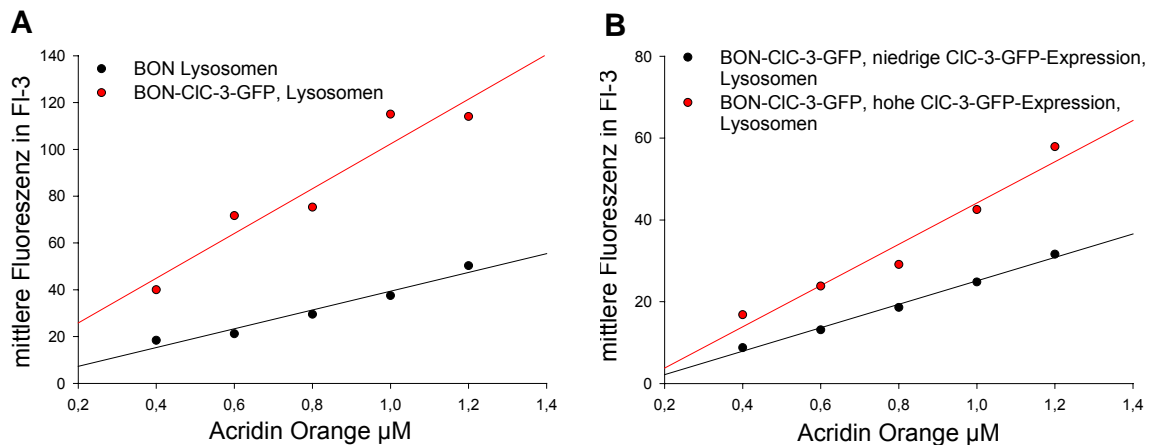 A
mittlere Fluoreszenz in Fl-3
140
120
100
80
60
40
20
0
BON Lysosomen
BON-ClC-3-GFP, Lysosomen
0,2 0,4 0,6 0,8 1,0 1,2 1,4
Acridin Orange µM
B
mittlere Fluoreszenz in Fl-3
80
60
40
20
0
BON-ClC-3-GFP, niedrige ClC-3-GFP-Expression,
Lysosomen
BON-ClC-3-GFP, hohe ClC-3-GFP-Expression,
Lysosomen
0,2 0,4 0,6 0,8 1,0 1,2 1,4
Acridin Orange µM